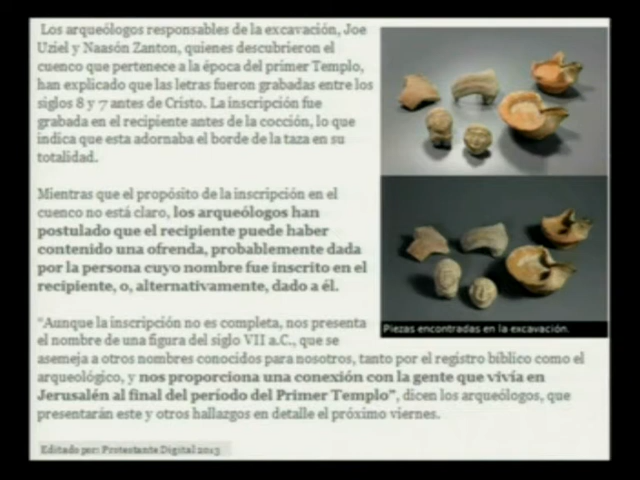 Los arqueólogos responsables de la excavación, Joe
Uziel y Naasón Zanton, quienes descubrieron el
cuenco que pertenece a la época del primer Templo,
han explicado que las letras fueron grabadas entre los
siglos 8 y 7 antes de Cristo. La inscripción fue
grabada en el recipiente antes de la cocción, lo que
indica que esta adornaba el borde de la taza en su
totalidad.
Mientras que el propósito de la inscripción en el
cuenco no está claro, los arqueólogos han
postulado que el recipiente puede haber
contenido una ofrenda, probablemente dada
por la persona cuyo nombre fue inscrito en el
recipiente, o, alternativamente, dado a él.
Piezas encontradas en la excavación.
"Aunque la inscripción no es completa, nos presenta
el nombre de una figura del siglo VII a.C., que se
asemeja a otros nombres conocidos para nosotros, tanto por el registro bíblico como el
arqueológico, y nos proporciona una conexión con la gente que vivía en
Jerusalén al final del período del Primer Templo", dicen los arqueólogos, que
presentarán este y otros hallazgos en detalle el próximo viernes.
Editado por: Protestante Digital 2013